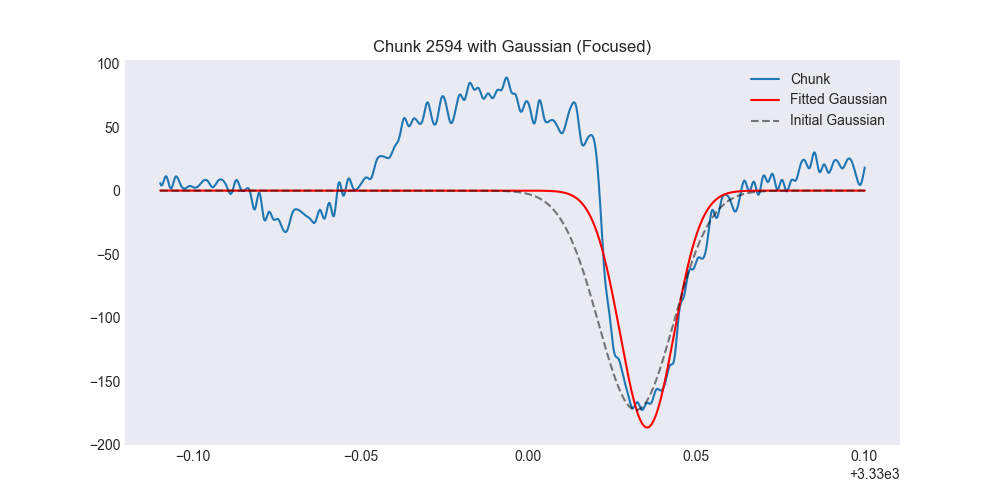 Chunk 2594 with Gaussian (Focused)
100
50
0
−50
−100
−150
−200
Chunk
Fitted Gaussian
Initial Gaussian
−0.10 −0.05 0.00 0.05 0.10
+3.33e3